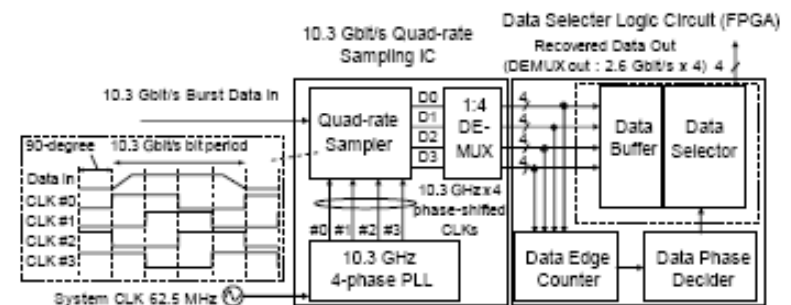 Data Selecter Logic Circuit (FPGA)
10.3 Gbit/s Quad-rate
Sampling IC
Recovered Data Out
(DEMUX out : 2.6 Gbit/s x 4) 4
10.3 Gbit/s Burst Data In
Quad-rate
Sampler
D0
D1
D2
D3
1:4
DE-
MUX
4
4
4
4
Data
Buffer
Data
Selector
90-degree
10.3 Gbit/s bit period
Data In
CLK #0
CLK #1
CLK #2
CLK #3
10.3 GHz x 4
phase-shifted
CLKs
#0 #1 #2 #3
10.3 GHz
4-phase PLL
Data Edge
Counter
Data Phase
Decider
System CLK 62.5 MHz